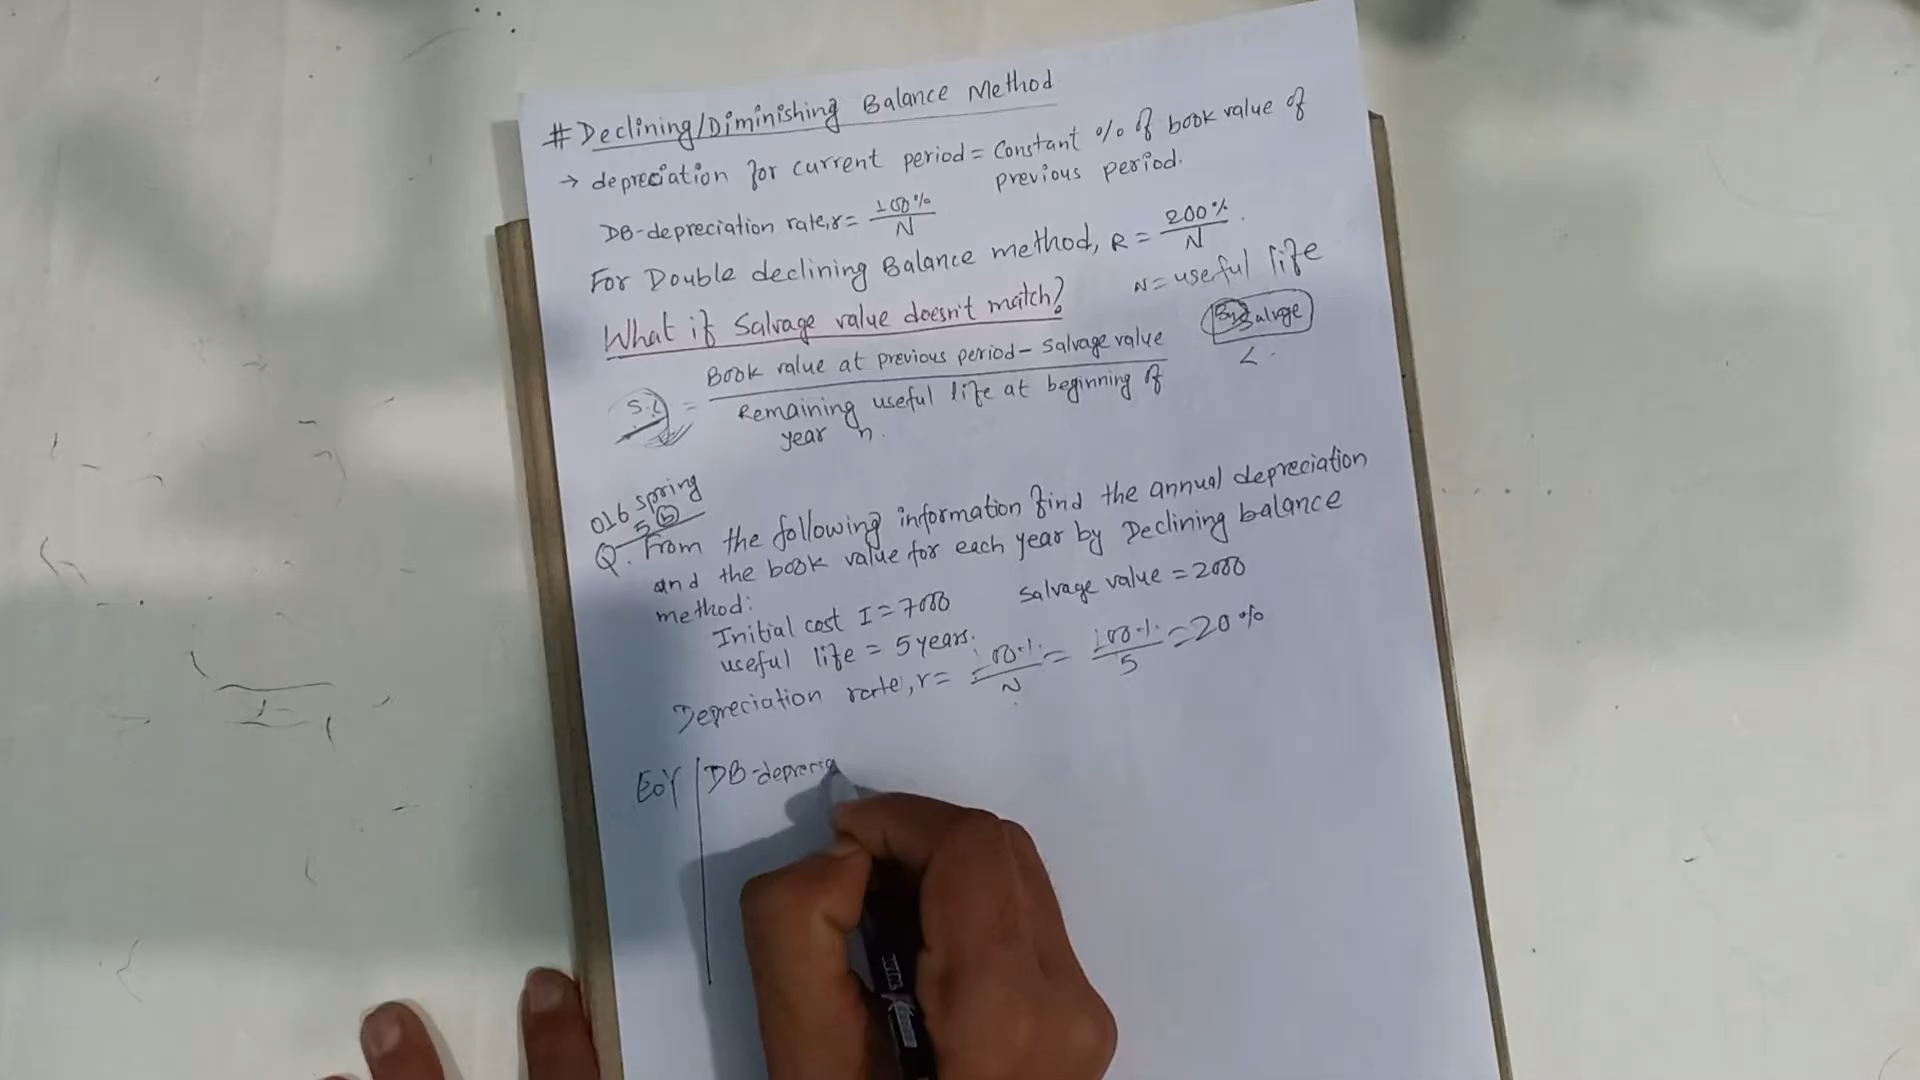 # Declining/Diminishing Balance Method
→ depreciation for current period = Constant % of book value of
previous period.
DB-depreciation rate, r = 100% / N
For Double declining Balance method, R = 200% / N
N = useful life
What if Salvage value doesn't match?
Salvage
<
S.L = Book value at previous period - Salvage value / Remaining useful life at beginning of
year n.
016 spring
5 b
Q. From the following information find the annual depreciation
and the book value for each year by Declining balance
method:
Initial cost I = 7000 Salvage value = 2000
useful life = 5 years.
Depreciation rate, r = 100% / N = 100% / 5 = 20%
EoY DB-deprecia